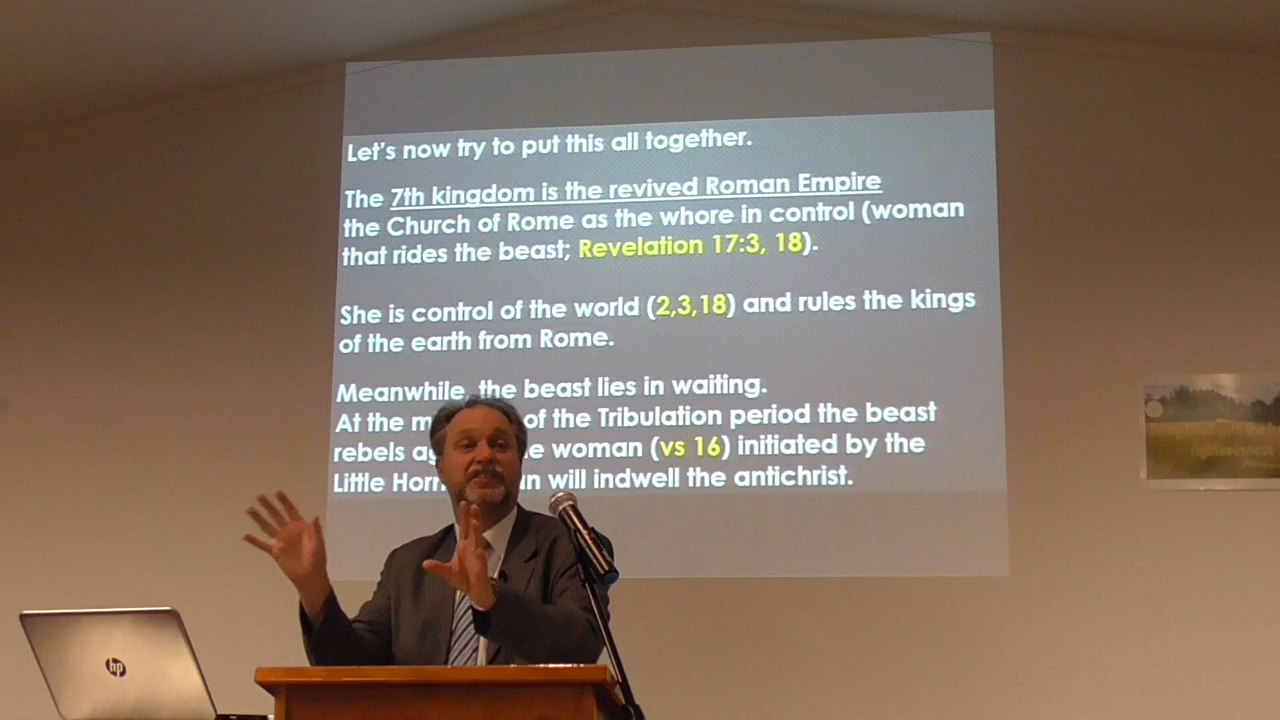 Let's now try to put this all together.
The 7th kingdom is the revived Roman Empire
the Church of Rome as the whore in control (woman
that rides the beast; Revelation 17:3, 18).
She is control of the world (2,3,18) and rules the kings
of the earth from Rome.
Meanwhile, the beast lies in waiting.
At the m of the Tribulation period the beast
rebels ag e woman (vs 16) initiated by the
Little Horn n will indwell the antichrist.
hp